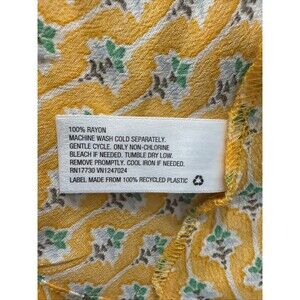 100% RAYON
MACHINE WASH COLD SEPARATELY.
GENTLE CYCLE. ONLY NON-CHLORINE
BLEACH IF NEEDED. TUMBLE DRY LOW.
REMOVE PROMPTLY. COOL IRON IF NEEDED.
RN17730 VN1247024
LABEL MADE FROM 100% RECYCLED PLASTIC